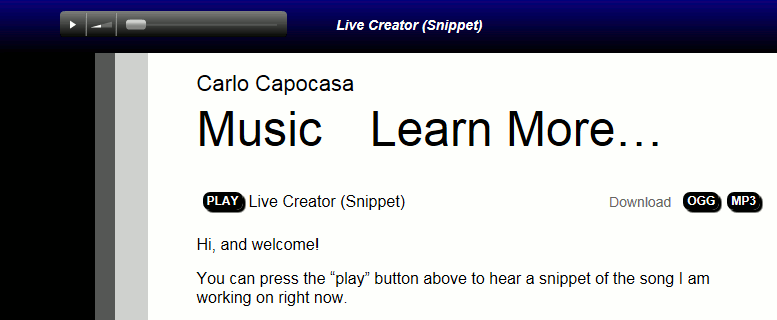 Live Creator (Snippet)
Carlo Capocasa
Music Learn More…
PLAY Live Creator (Snippet) Download OGG MP3
Hi, and welcome!
You can press the “play” button above to hear a snippet of the song I am
working on right now.